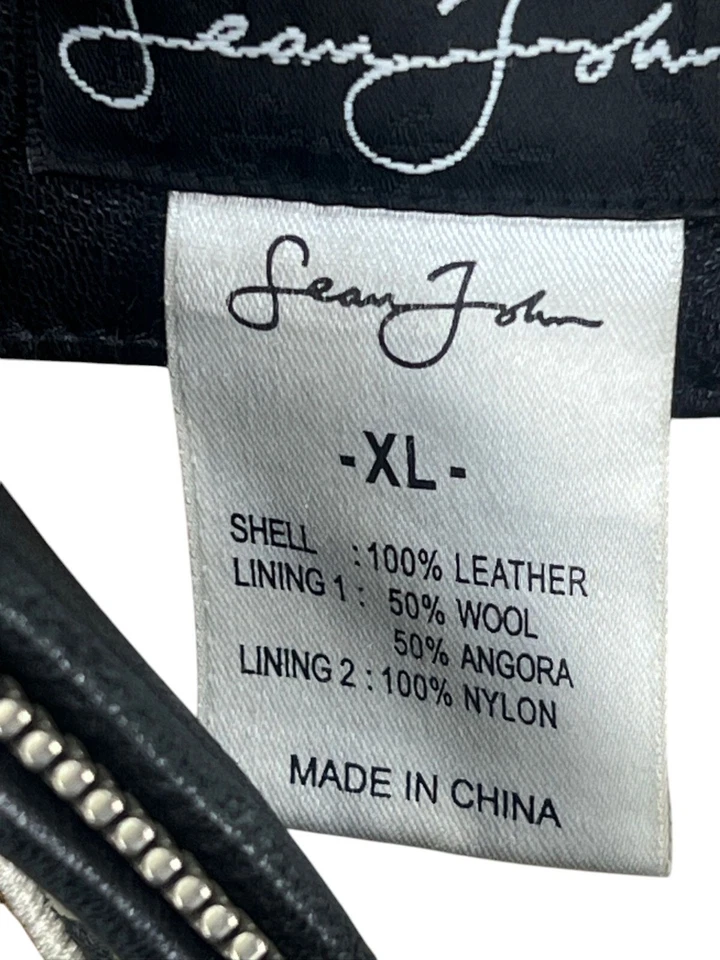 Sean John
Sean John
-XL-
SHELL : 100% LEATHER
LINING 1 : 50% WOOL
50% ANGORA
LINING 2 : 100% NYLON
MADE IN CHINA